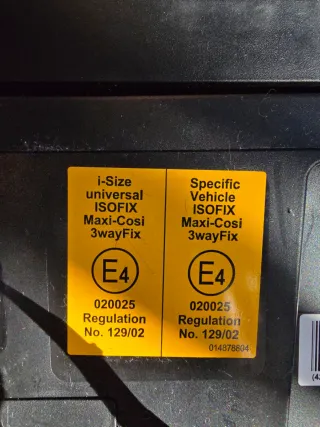 i-Size
universal
ISOFIX
Maxi-Cosi
3wayFix
E4
020025
Regulation
No. 129/02
Specific
Vehicle
ISOFIX
Maxi-Cosi
3wayFix
E4
020025
Regulation
No. 129/02
014878804